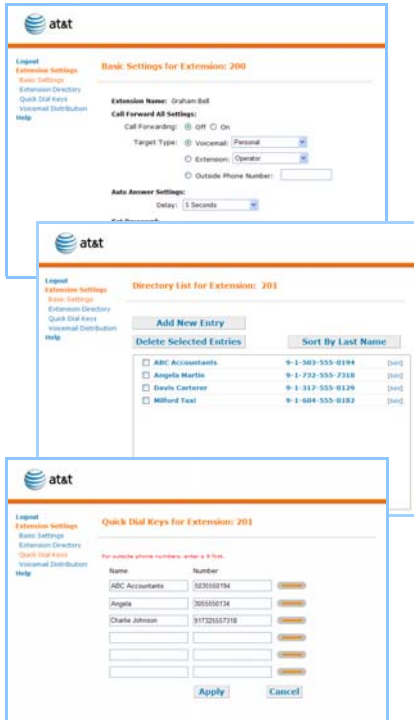 at&t
Logout
Extension Settings
Basic Settings
Extension Directory
Quick Dial Keys
Voicemail Distribution
Help
Basic Settings for Extension: 200
Extension Name: Graham Bell
Call Forward All Settings:
Call Forwarding: Off On
Target Type: Voicemail: Personal
Extension: Operator
Outside Phone Number:
Auto Answer Settings:
Delay: 5 Seconds
at&t
Logout
Extension Settings
Basic Settings
Extension Directory
Quick Dial Keys
Voicemail Distribution
Help
Directory List for Extension: 201
Add New Entry
Delete Selected Entries Sort By Last Name
ABC Accountants 9-1-503-555-0194 [Edit]
Angela Martin 9-1-732-555-7318 [Edit]
Davis Carterer 9-1-317-555-0129 [Edit]
Milford Taxi 9-1-604-555-0182 [Edit]
at&t
Logout
Extension Settings
Basic Settings
Extension Directory
Quick Dial Keys
Voicemail Distribution
Help
Quick Dial Keys for Extension: 201
For outside phone numbers, enter a 9 first.
Name Number
ABC Accountants 5035550194
Angela 3055550134
Charlie Johnson 917325557318
Apply Cancel